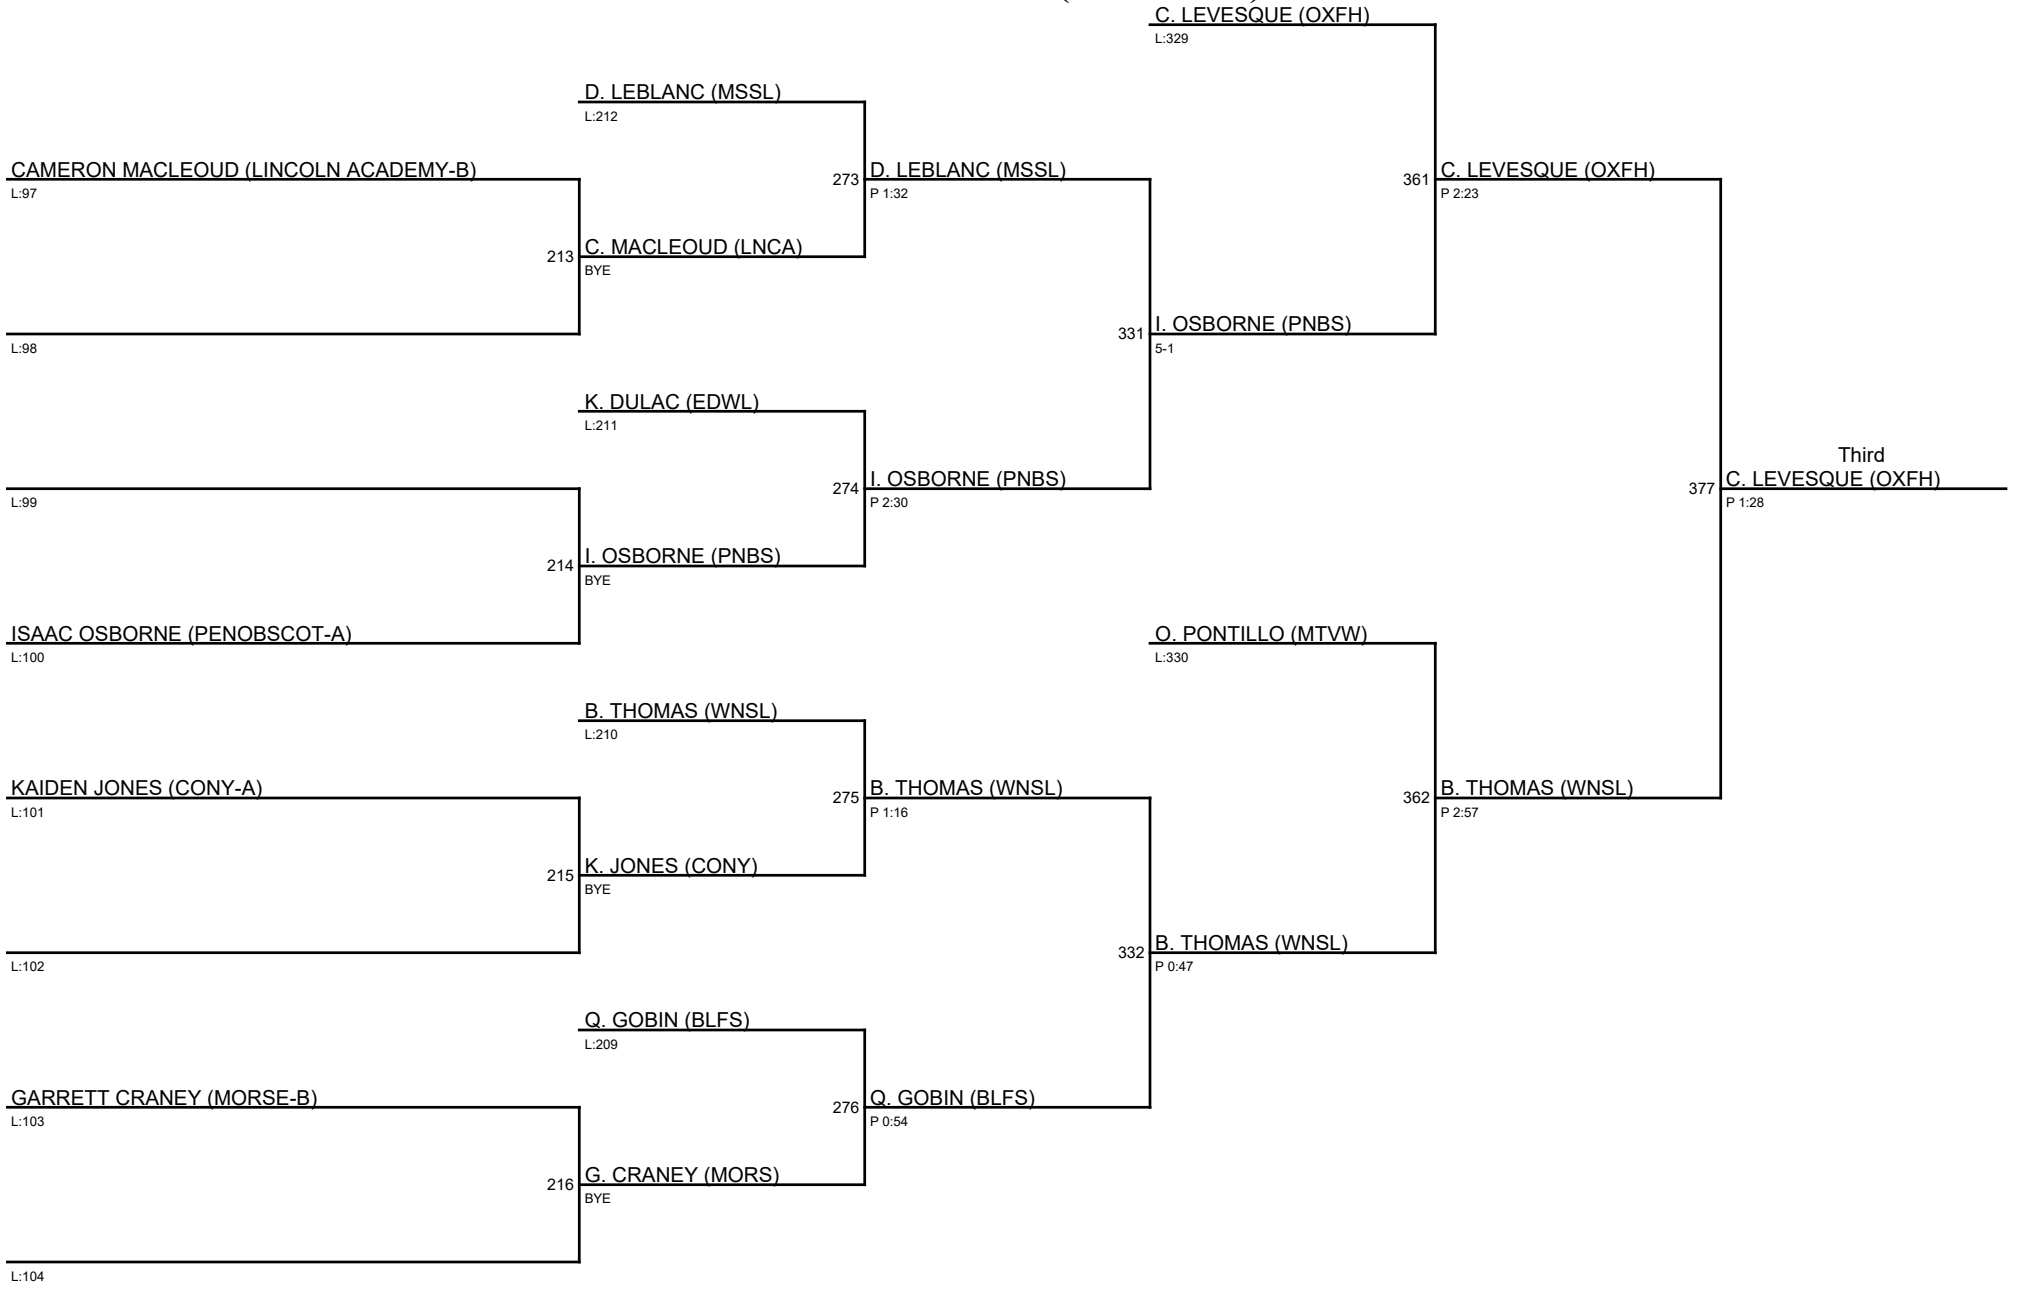 C. LEVESQUE (OXFH)
L:329
D. LEBLANC (MSSL)
L:212
CAMERON MACLEOUD (LINCOLN ACADEMY-B)
L:97
273 D. LEBLANC (MSSL)
P 1:32
361 C. LEVESQUE (OXFH)
P 2:23
213 C. MACLEOUD (LNCA)
BYE
L:98
331 I. OSBORNE (PNBS)
5-1
K. DULAC (EDWL)
L:211
Third
L:99
274 I. OSBORNE (PNBS)
P 2:30
377 C. LEVESQUE (OXFH)
P 1:28
214 I. OSBORNE (PNBS)
BYE
ISAAC OSBORNE (PENOBSCOT-A)
L:100
O. PONTILLO (MTVW)
L:330
B. THOMAS (WNSL)
L:210
KAIDEN JONES (CONY-A)
L:101
275 B. THOMAS (WNSL)
P 1:16
362 B. THOMAS (WNSL)
P 2:57
215 K. JONES (CONY)
BYE
L:102
332 B. THOMAS (WNSL)
P 0:47
Q. GOBIN (BLFS)
L:209
GARRETT CRANEY (MORSE-B)
L:103
276 Q. GOBIN (BLFS)
P 0:54
216 G. CRANEY (MORS)
BYE
L:104